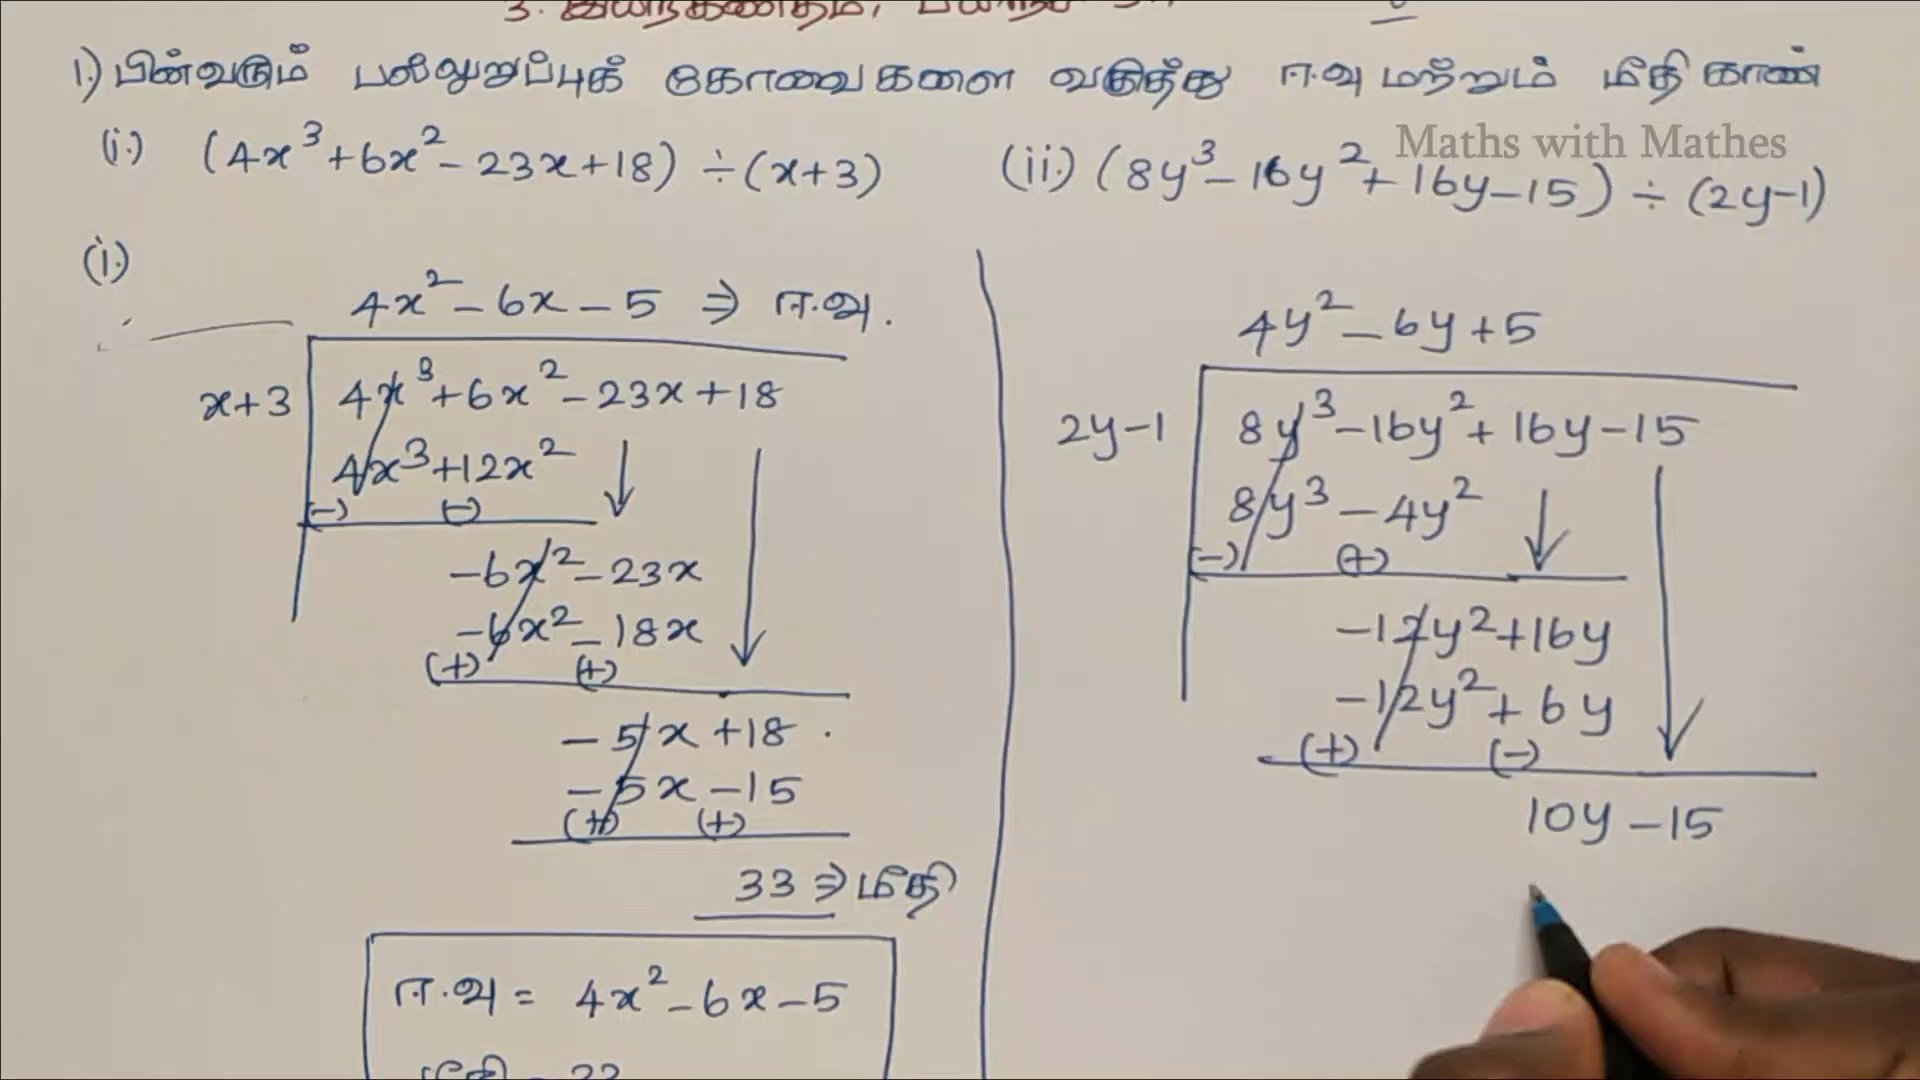 1.) பின்வரும் பல்லுறுப்புக் கோவைகளை வகுத்து ஈ.வு மற்றும் மீதி காண்
Maths with Mathes
(i.) (4x³+6x²-23x+18) ÷ (x+3)
(ii.) (8y³-16y²+16y-15) ÷ (2y-1)
(i.)
4x²-6x-5 ⇒ ஈ.வு.
x+3
4x³+6x²-23x+18
4x³+12x²
(-) (-)
-6x²-23x
-6x²-18x
(+) (+)
-5x+18
-5x-15
(+) (+)
33 ⇒ மீதி
ஈ.வு = 4x²-6x-5
4y²-6y+5
2y-1
8y³-16y²+16y-15
8y³-4y²
(-) (+)
-12y²+16y
-12y²+6y
(+) (-)
10y-15